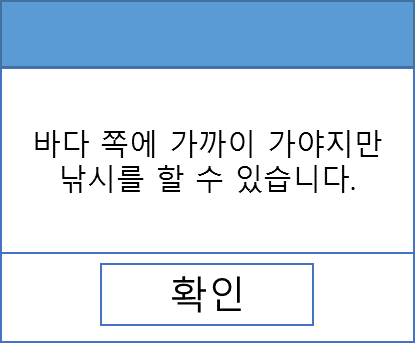 바다 쪽에 가까이 가야지만
낚시를 할 수 있습니다.
확인